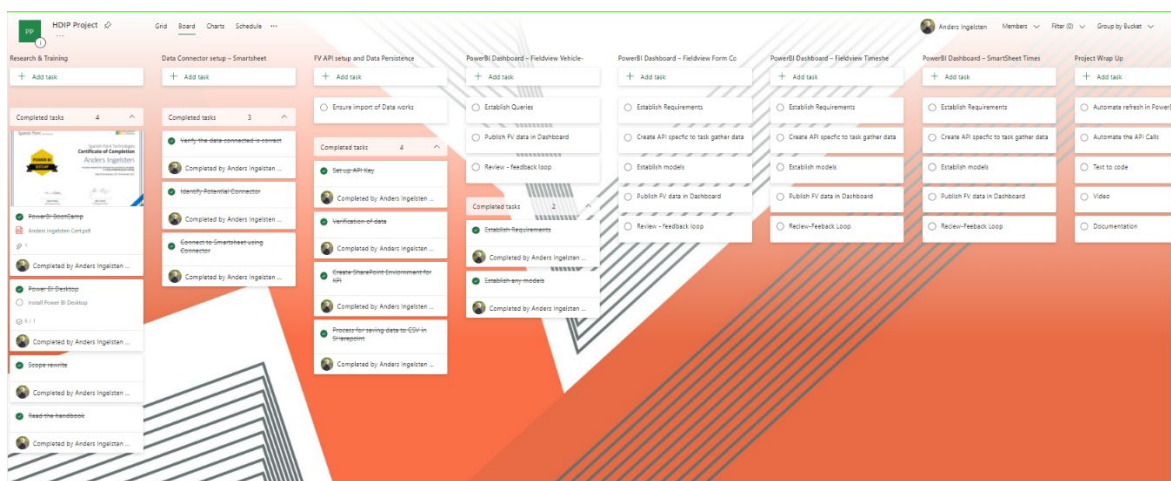 PP
HDIP Project
Grid Board Charts Schedule ...
Anders Ingelsten Members Filter (0) Group by Bucket
Research & Training
+ Add task
Completed tasks 4
Certificate of Completion
Anders Ingelsten
POWER BI
PowerBI BootCamp
Anders Ingelsten Cert.pdf
1
Completed by Anders Ingelsten ...
Power BI Desktop
Install Power BI Desktop
0 / 1
Completed by Anders Ingelsten ...
Scope rewrite
Completed by Anders Ingelsten ...
Read the handbook
Completed by Anders Ingelsten ...
Data Connector setup – Smartsheet
+ Add task
Completed tasks 3
Verify the data connected is correct
Completed by Anders Ingelsten ...
Identify Potential Connector
Completed by Anders Ingelsten ...
Connect to Smartsheet using
Connector
Completed by Anders Ingelsten ...
FV API setup and Data Persistence
+ Add task
Ensure import of Data works
Completed tasks 4
Set up API Key
Completed by Anders Ingelsten ...
Verification of data
Completed by Anders Ingelsten ...
Create SharePoint Enviorment for
KPI
Completed by Anders Ingelsten ...
Process for saving data to CSV in
SHarepoint
Completed by Anders Ingelsten ...
PowerBI Dashboard – Fieldview Vehicle-
+ Add task
Establish Queries
Publish FV data in Dashboard
Review - feedback loop
Completed tasks 2
Establish Requirements
Completed by Anders Ingelsten ...
Establish any models
Completed by Anders Ingelsten ...
PowerBI Dashboard – Fieldview Form Co
+ Add task
Establish Requirements
Create API specfic to task gather data
Establish models
Publish FV data in Dashboard
Review - feedback loop
PowerBI Dashboard – Fieldview Timeshe
+ Add task
Establish Requirements
Create API specfic to task gather data
Establish models
Publish FV data in Dashboard
Reciew-Feeback Loop
PowerBI Dashboard – SmartSheet Times
+ Add task
Establish Requirements
Create API specfic to task gather data
Establish models
Publish FV data in Dashboard
Reciew-Feeback Loop
Project Wrap Up
+ Add task
Automate refresh in PowerI
Automate the API Calls
Text to code
Video
Documentation